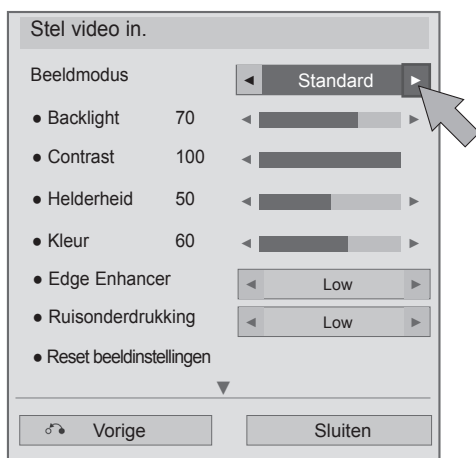 Stel video in.
Beeldmodus ◄ Standard ►
● Backlight 70 ◄ ►
● Contrast 100 ◄
● Helderheid 50 ◄ ►
● Kleur 60 ◄ ►
● Edge Enhancer ◄ Low ►
● Ruisonderdrukking ◄ Low ►
● Reset beeldinstellingen
▼
Vorige Sluiten